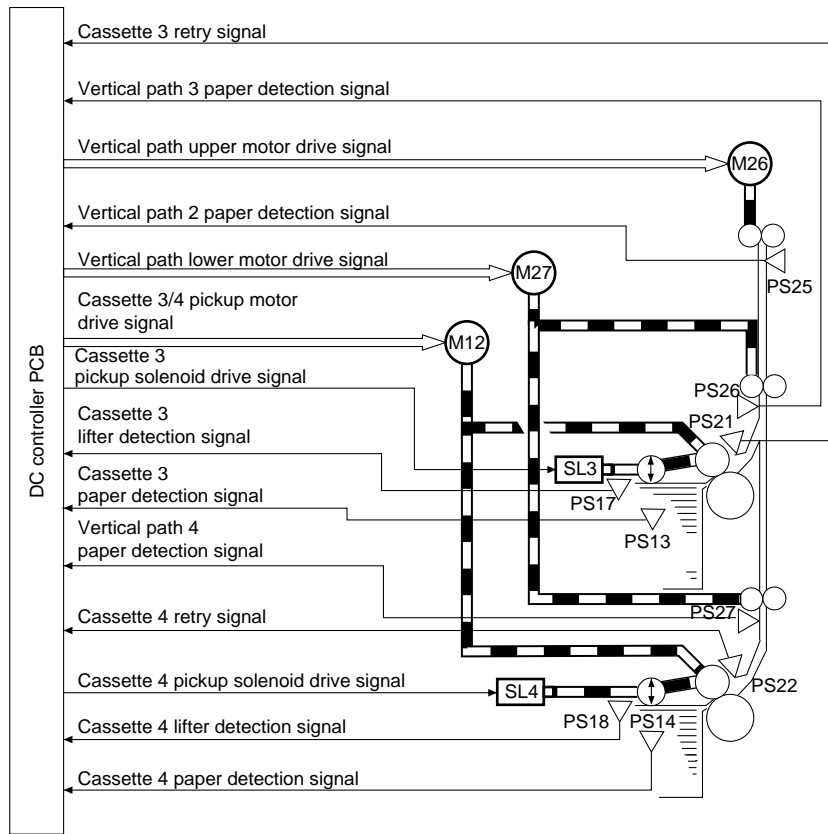 Cassette 3 retry signal
Vertical path 3 paper detection signal
Vertical path upper motor drive signal
M26
Vertical path 2 paper detection signal
Vertical path lower motor drive signal
M27
PS25
Cassette 3/4 pickup motor
drive signal
M12
Cassette 3
pickup solenoid drive signal
PS26
Cassette 3
lifter detection signal
PS21
SL3
Cassette 3
paper detection signal
PS17
PS13
Vertical path 4
paper detection signal
PS27
Cassette 4 retry signal
Cassette 4 pickup solenoid drive signal
SL4
PS22
Cassette 4 lifter detection signal
PS18
PS14
Cassette 4 paper detection signal
DC controller PCB